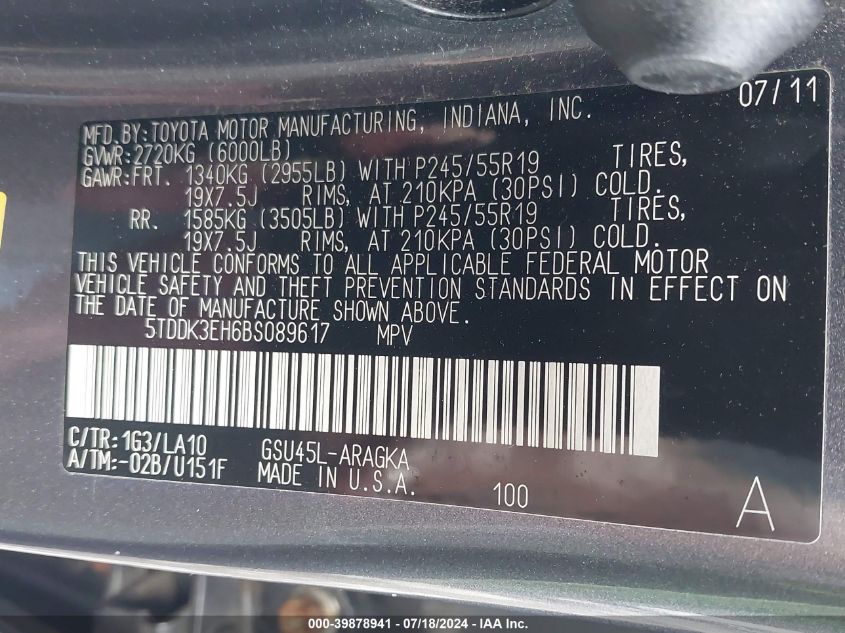 07/11
MFD.BY:TOYOTA MOTOR MANUFACTURING, INDIANA, INC.
GVWR:2720KG (6000LB)
GAWR:FRT. 1340KG (2955LB) WITH P245/55R19 TIRES,
19X7.5J RIMS, AT 210KPA (30PSI) COLD.
RR. 1585KG (3505LB) WITH P245/55R19 TIRES,
19X7.5J RIMS, AT 210KPA (30PSI) COLD.
THIS VEHICLE CONFORMS TO ALL APPLICABLE FEDERAL MOTOR
VEHICLE SAFETY AND THEFT PREVENTION STANDARDS IN EFFECT ON
THE DATE OF MANUFACTURE SHOWN ABOVE.
5TDDK3EH6BS089617 MPV
C/TR:1G3/LA10 GSU45L-ARAGKA
A/TM:-02B/U151F MADE IN U.S.A.
100 A
000-39878941 - 07/18/2024 - IAA Inc.